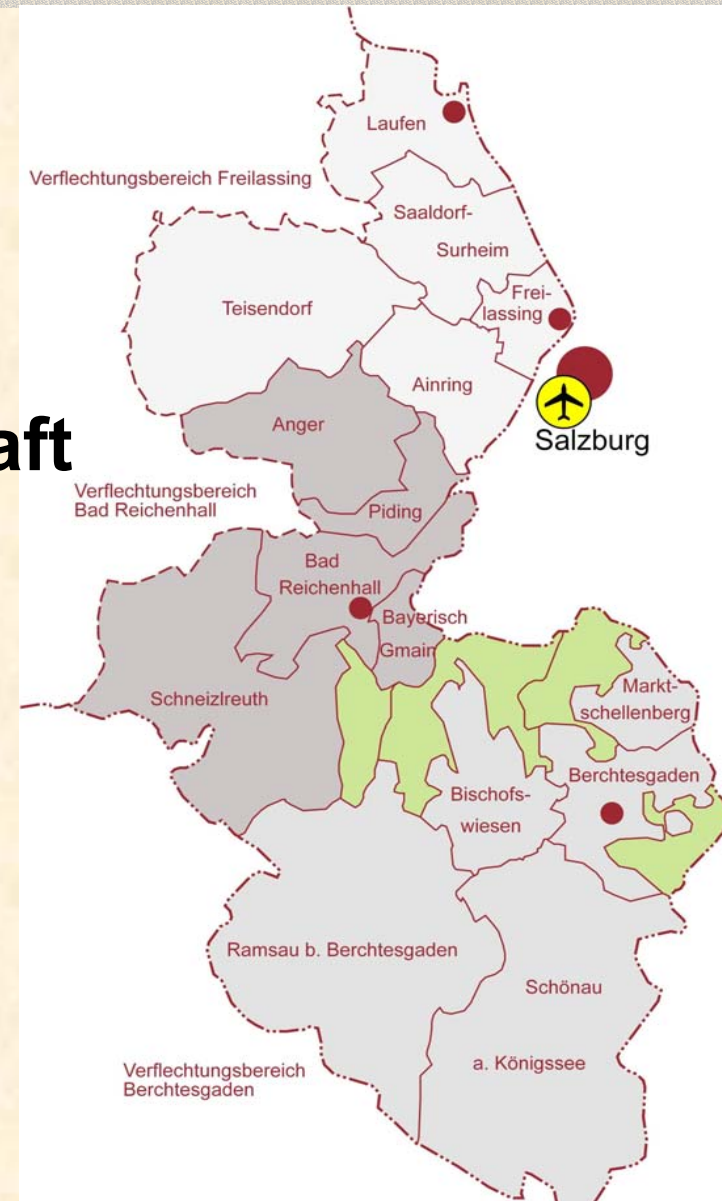 Laufen
Verflechtungsbereich Freilassing
Saaldorf-
Surheim
Frei-
lassing
Teisendorf
Ainring
Salzburg
Anger
aft
Verflechtungsbereich
Bad Reichenhall
Piding
Bad
Reichenhall
Bayerisch
Gmain
Schneizlreuth
Markt-
schellenberg
Berchtesgaden
Bischofs-
wiesen
Ramsau b. Berchtesgaden
Schönau
a. Königssee
Verflechtungsbereich
Berchtesgaden